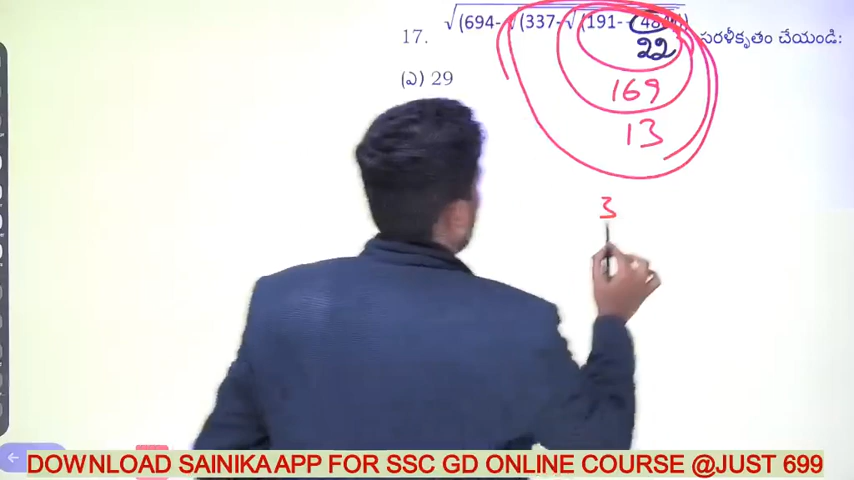 17. √(694-√(337-√(191-√484)) సరళీకృతం చేయండి:
22
(ఎ) 29
169
13
3
DOWNLOAD SAINIKA APP FOR SSC GD ONLINE COURSE @JUST 699